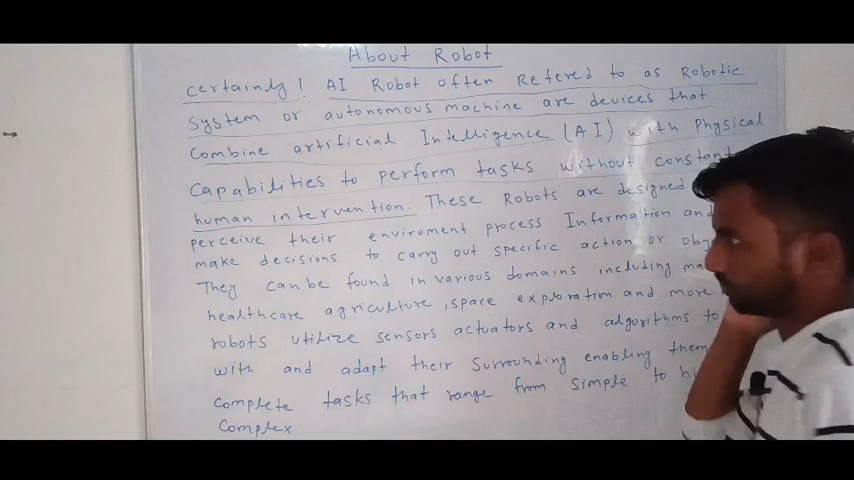 About Robot
certainly! AI Robot often Refered to as Robotic
system or autonomous machine are devices that
Combine artificial Intelligence (AI) with Physical
Capabilities to perform tasks without constant
human intervention. These Robots are designed
perceive their enviroment process Information and
make decisions to carry out specific action or
They can be found in various domains including
healthcare agriculture, space exploration and more
robots utilize sensors actuators and algorithms to
with and adapt their Surrounding enabling them
complete tasks that range from simple to
Complex.